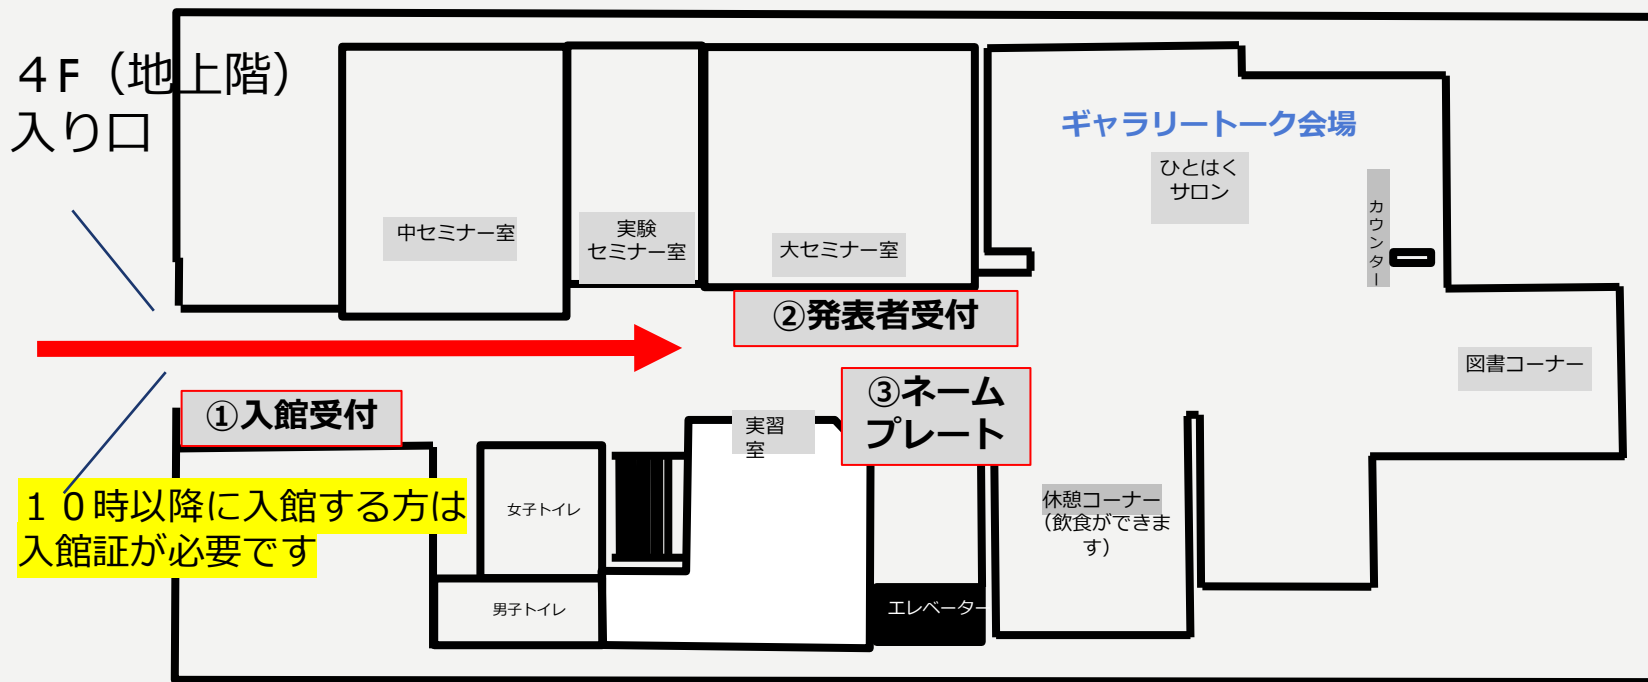 ４F（地上階）
入り口
ギャラリートーク会場
ひとはく
サロン
カウンター
中セミナー室
実験
セミナー室
大セミナー室
②発表者受付
図書コーナー
①入館受付
③ネーム
プレート
実習
室
１０時以降に入館する方は
入館証が必要です
女子トイレ
休憩コーナー
（飲食ができま
す）
男子トイレ
エレベーター